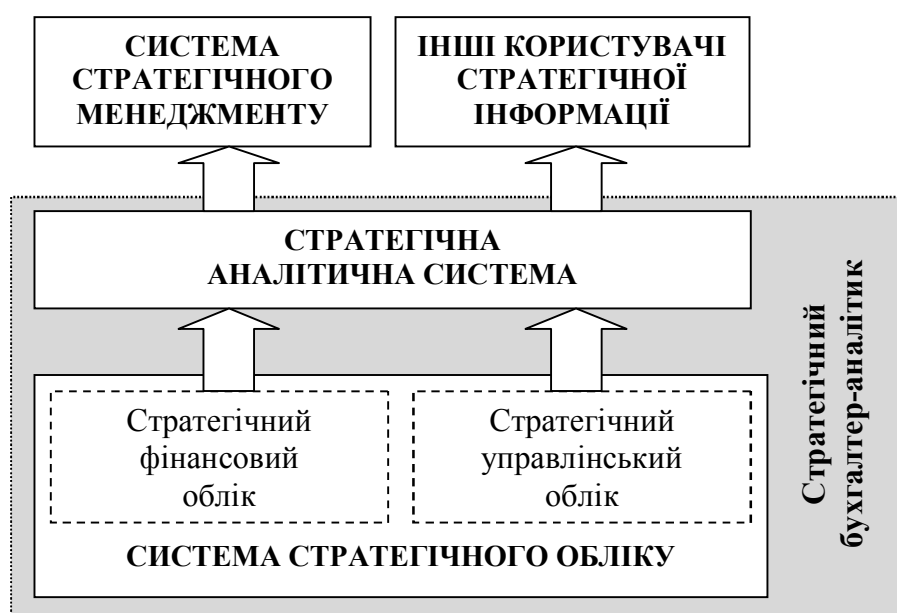 СИСТЕМА
СТРАТЕГІЧНОГО
МЕНЕДЖМЕНТУ
ІНШІ КОРИСТУВАЧІ
СТРАТЕГІЧНОЇ
ІНФОРМАЦІЇ
СТРАТЕГІЧНА
АНАЛІТИЧНА СИСТЕМА
Стратегічний
фінансовий
облік
Стратегічний
управлінський
облік
СИСТЕМА СТРАТЕГІЧНОГО ОБЛІКУ
Стратегічний
бухгалтер-аналітик